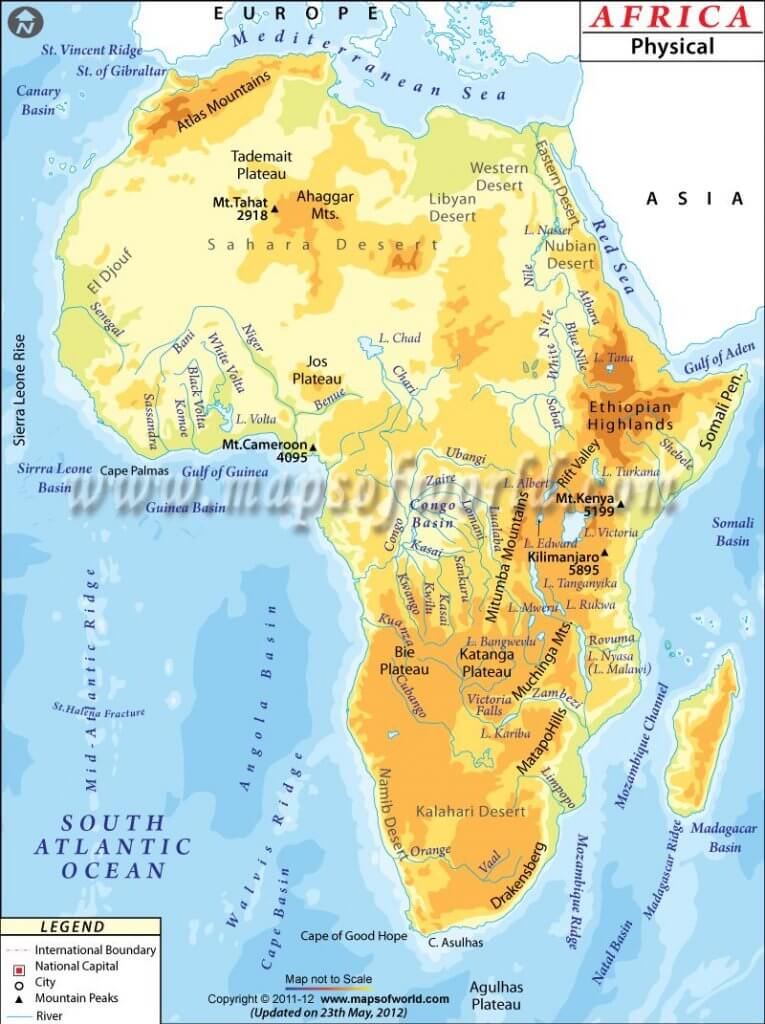 N
EUROPE
AFRICA
Physical
St. Vincent Ridge
St. of Gibraltar
Mediterranean Sea
Canary
Basin
Atlas Mountains
Tademait
Plateau
Mt.Tahat
2918
Ahaggar
Mts.
Western
Desert
Eastern Desert
Libyan
Desert
ASIA
Red Sea
L. Nasser
Nubian
Desert
Sahara Desert
El Djouf
Nile
Atbara
Senegal
Bani
Niger
White Volta
Black Volta
Komoe
Sassandra
L. Volta
Jos
Plateau
Benue
L. Chad
Chari
White Nile
Blue Nile
L. Tana
Gulf of Aden
Sierra Leone Rise
Sobat
Ethiopian
Highlands
Somali Pen.
Shebele
Mt.Cameroon
4095
Sirrra Leone
Basin
Cape Palmas
Gulf of Guinea
Guinea Basin
Ubangi
Rift Valley
L. Turkana
L. Albert
www.mapsofworld.com
Zaire
Congo
Basin
Congo
Lomani
Lualaba
Mt.Kenya
5199
L. Victoria
Somali
Basin
Kasai
L. Edward
Kilimanjaro
5895
Mitumba Mountains
Sankuru
Kwango
Kwilu
Kasai
L. Tanganyika
L. Mweru
L. Rukwa
Kuanza
Bie
Plateau
L. Bangwevlu
Katanga
Plateau
Muchinga Mts.
Rovuma
L. Nyasa
(L. Malawi)
Mid-Atlantic Ridge
St.Halena Fracture
Angola Basin
Cubango
Victoria
Falls
Zambezi
L. Kariba
MatapoHills
Mozambique Channel
Namib Desert
Kalahari Desert
Limpopo
SOUTH
ATLANTIC
OCEAN
Walvis Ridge
Orange
Vaal
Drakensberg
Mozambique Ridge
Madagascar Ridge
Madagacar
Basin
Cape Basin
Natal Basin
Cape of Good Hope
C. Asulhas
Agulhas
Plateau
LEGEND
International Boundary
National Capital
City
Mountain Peaks
River
Map not to Scale
Copyright © 2011-12 www.mapsofworld.com
(Updated on 23th May, 2012)